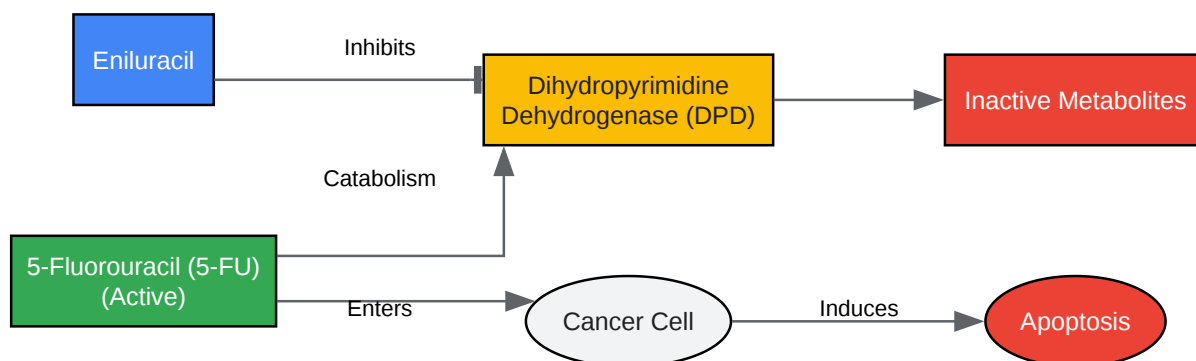 Eniluracil
Inhibits
Dihydropyrimidine
Dehydrogenase (DPD)
Inactive Metabolites
Catabolism
5-Fluorouracil (5-FU)
(Active)
Enters
Cancer Cell
Induces
Apoptosis